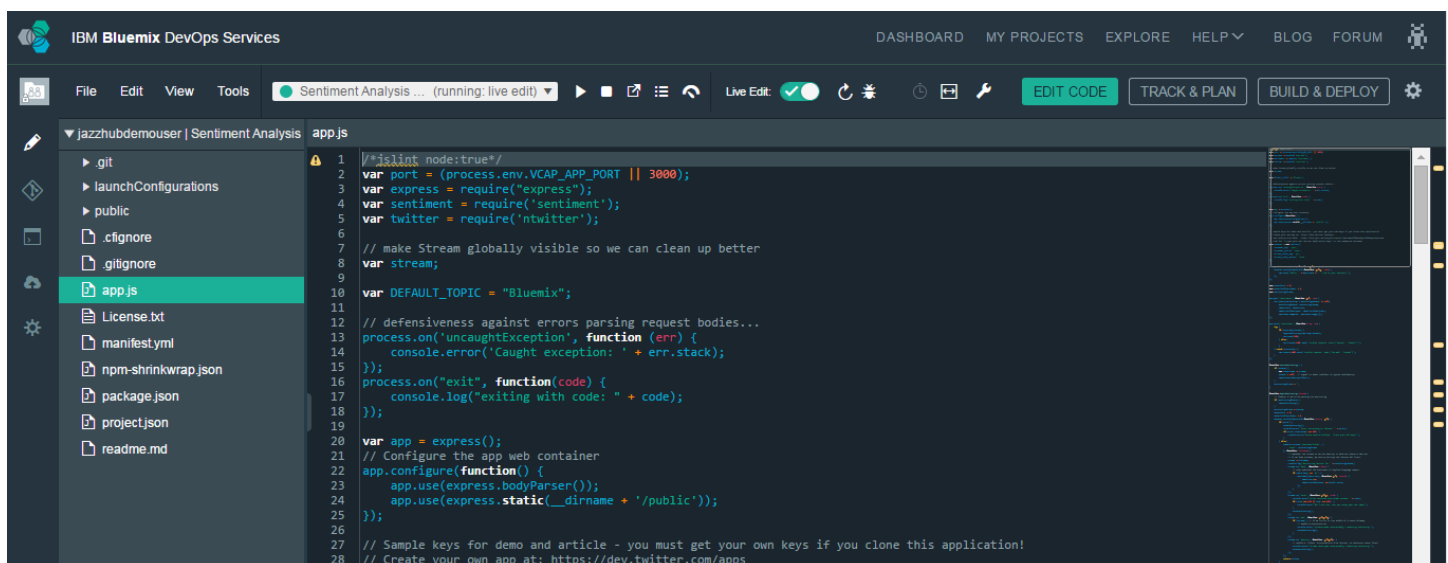 IBM Bluemix DevOps Services
DASHBOARD MY PROJECTS EXPLORE HELP BLOG FORUM
File Edit View Tools Sentiment Analysis ... (running: live edit) Live Edit: EDIT CODE TRACK & PLAN BUILD & DEPLOY
jazzhubdemouser | Sentiment Analysis
.git
launchConfigurations
public
.cfignore
.gitignore
app.js
License.txt
manifest.yml
npm-shrinkwrap.json
package.json
project.json
readme.md
app.js
1 /*jslint node:true*/
2 var port = (process.env.VCAP_APP_PORT || 3000);
3 var express = require("express");
4 var sentiment = require('sentiment');
5 var twitter = require('ntwitter');
6
7 // make Stream globally visible so we can clean up better
8 var stream;
9
10 var DEFAULT_TOPIC = "Bluemix";
11
12 // defensiveness against errors parsing request bodies...
13 process.on('uncaughtException', function (err) {
14 console.error('Caught exception: ' + err.stack);
15 });
16 process.on("exit", function(code) {
17 console.log("exiting with code: " + code);
18 });
19
20 var app = express();
21 // Configure the app web container
22 app.configure(function() {
23 app.use(express.bodyParser());
24 app.use(express.static(__dirname + '/public'));
25 });
26
27 // Sample keys for demo and article - you must get your own keys if you clone this application!
28 // Create your own app at: https://dev.twitter.com/apps